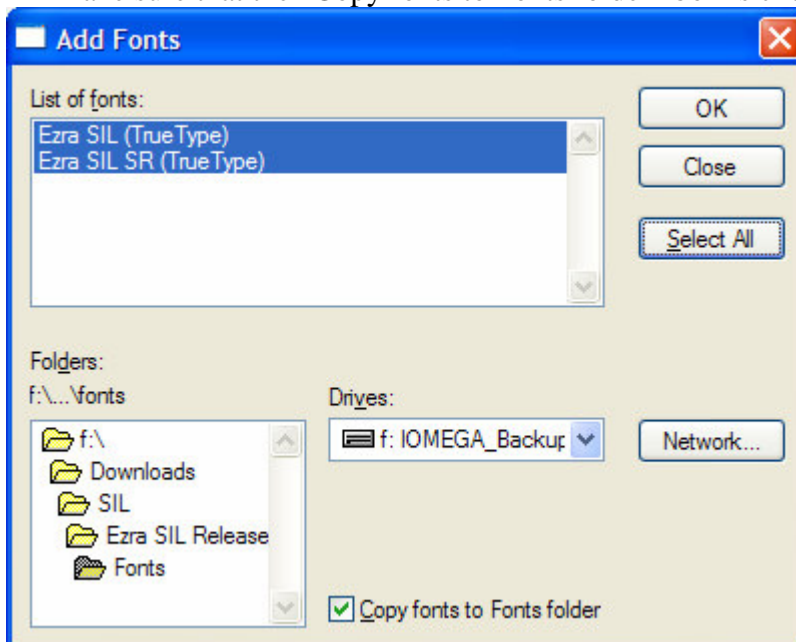 Add Fonts
List of fonts:
Ezra SIL (TrueType)
Ezra SIL SR (TrueType)
OK
Close
Select All
Folders:
f:\...\fonts
f:\
Downloads
SIL
Ezra SIL Release
Fonts
Drives:
f: IOMEGA_Backup
Network...
Copy fonts to Fonts folder